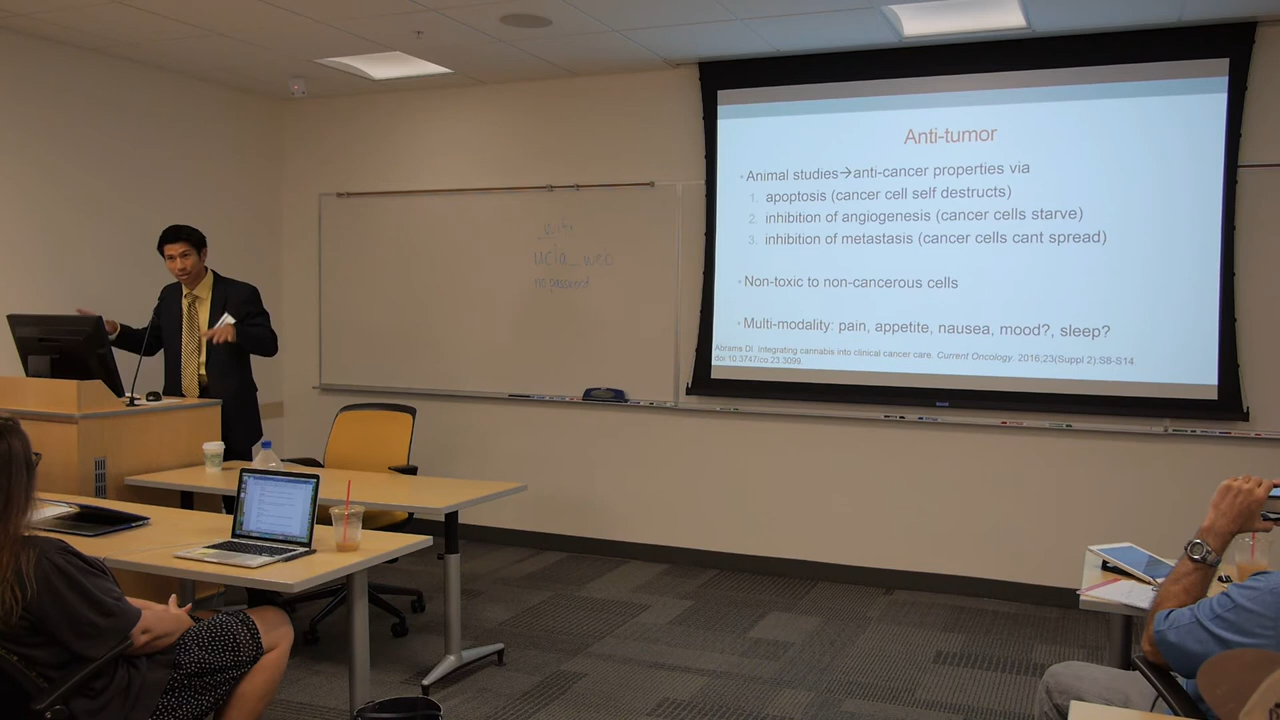 Anti-tumor
Animal studies→anti-cancer properties via
1. apoptosis (cancer cell self destructs)
2. inhibition of angiogenesis (cancer cells starve)
3. inhibition of metastasis (cancer cells cant spread)
Non-toxic to non-cancerous cells
Multi-modality: pain, appetite, nausea, mood?, sleep?
Abrams DI. Integrating cannabis into clinical cancer care. Current Oncology. 2016;23(Suppl 2):S8-S14.
doi:10.3747/co.23.3099.
ucla_web
no password